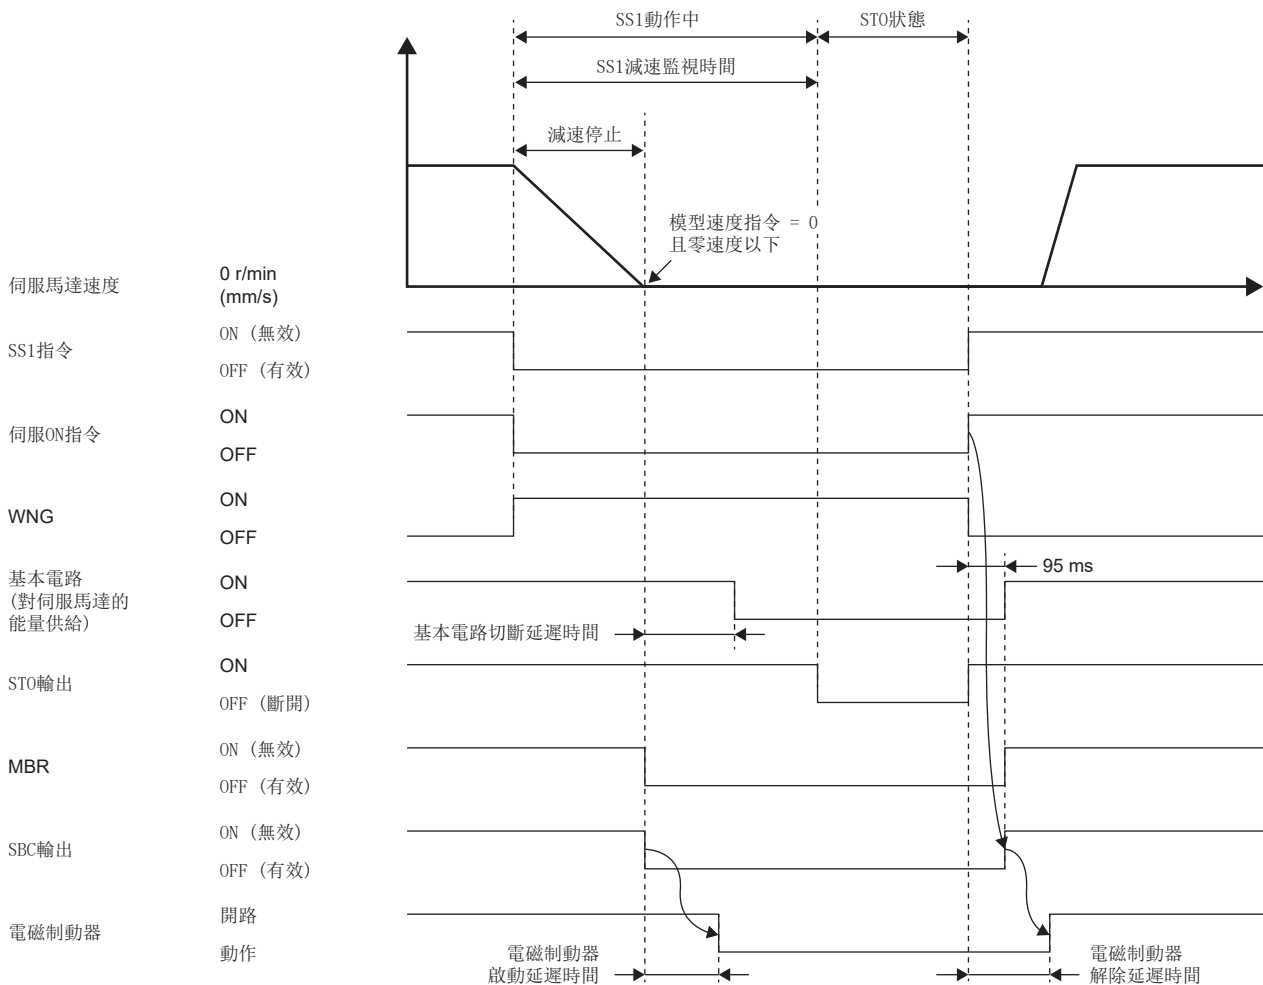 SS1動作中
STO狀態
SS1減速監視時間
減速停止
模型速度指令 = 0
且零速度以下
伺服馬達速度
0 r/min
(mm/s)
SS1指令
ON (無效)
OFF (有效)
伺服ON指令
ON
OFF
WNG
ON
OFF
95 ms
基本電路
(對伺服馬達的
能量供給)
ON
OFF
基本電路切斷延遲時間
STO輸出
ON
OFF (斷開)
MBR
ON (無效)
OFF (有效)
SBC輸出
ON (無效)
OFF (有效)
電磁制動器
開路
動作
電磁制動器
啟動延遲時間
電磁制動器
解除延遲時間